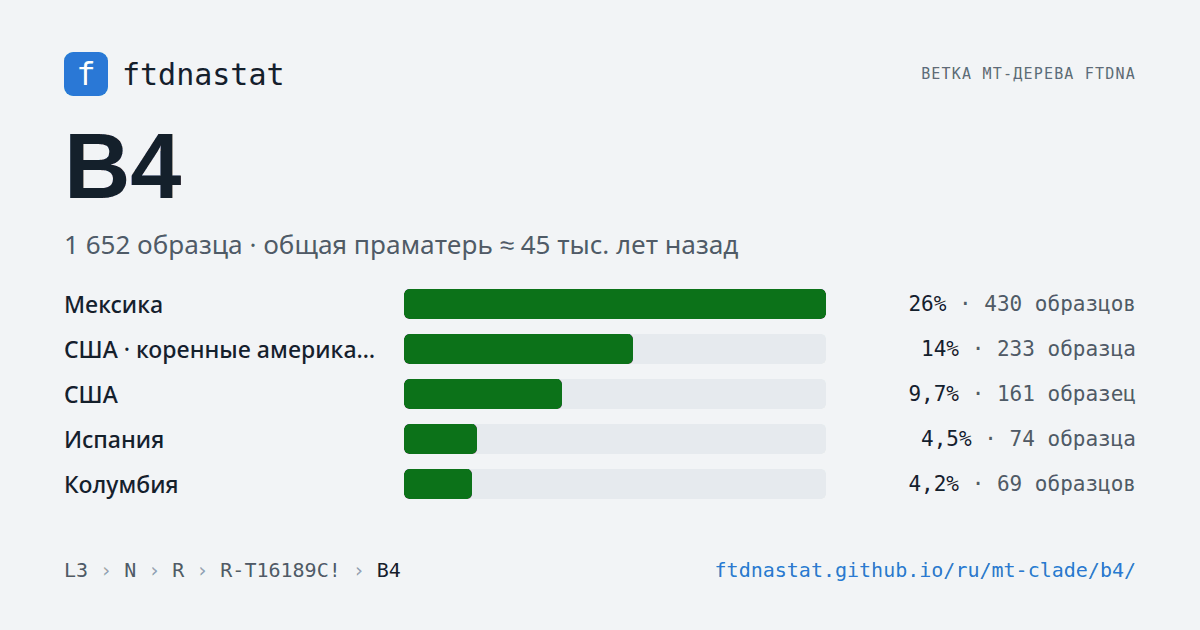 f ftdnastat
ВЕТКА МТ-ДЕРЕВА FTDNA
B4
1 652 образца · общая праматерь ≈ 45 тыс. лет назад
Мексика 26% · 430 образцов
США · коренные америка… 14% · 233 образца
США 9,7% · 161 образец
Испания 4,5% · 74 образца
Колумбия 4,2% · 69 образцов
L3 › N › R › R-T16189C! › B4
ftdnastat.github.io/ru/mt-clade/b4/